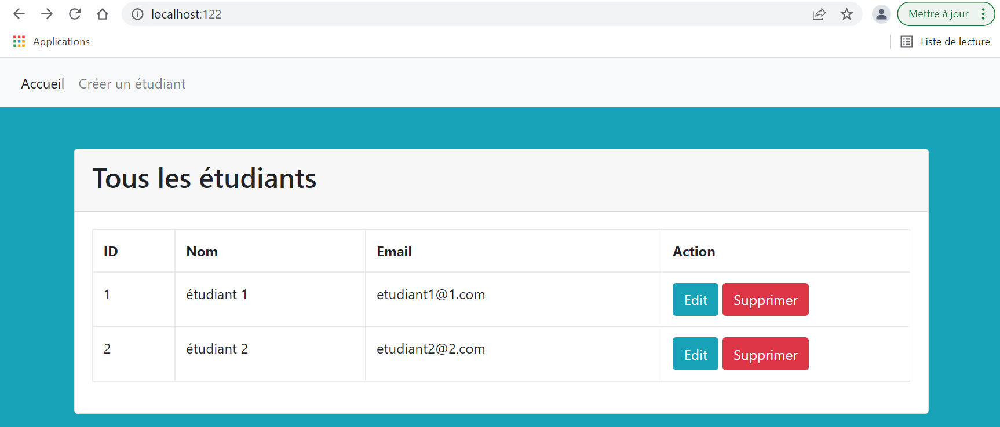 localhost:122
Mettre à jour
Applications
Liste de lecture
Accueil Créer un étudiant
Tous les étudiants
ID Nom Email Action
1 étudiant 1 etudiant1@1.com Edit Supprimer
2 étudiant 2 etudiant2@2.com Edit Supprimer